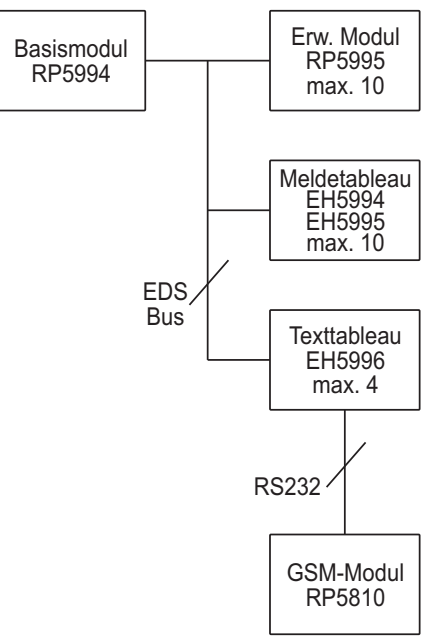 Basismodul
RP5994
Erw. Modul
RP5995
max. 10
Meldetableau
EH5994
EH5995
max. 10
EDS
Bus
Texttableau
EH5996
max. 4
RS232
GSM-Modul
RP5810